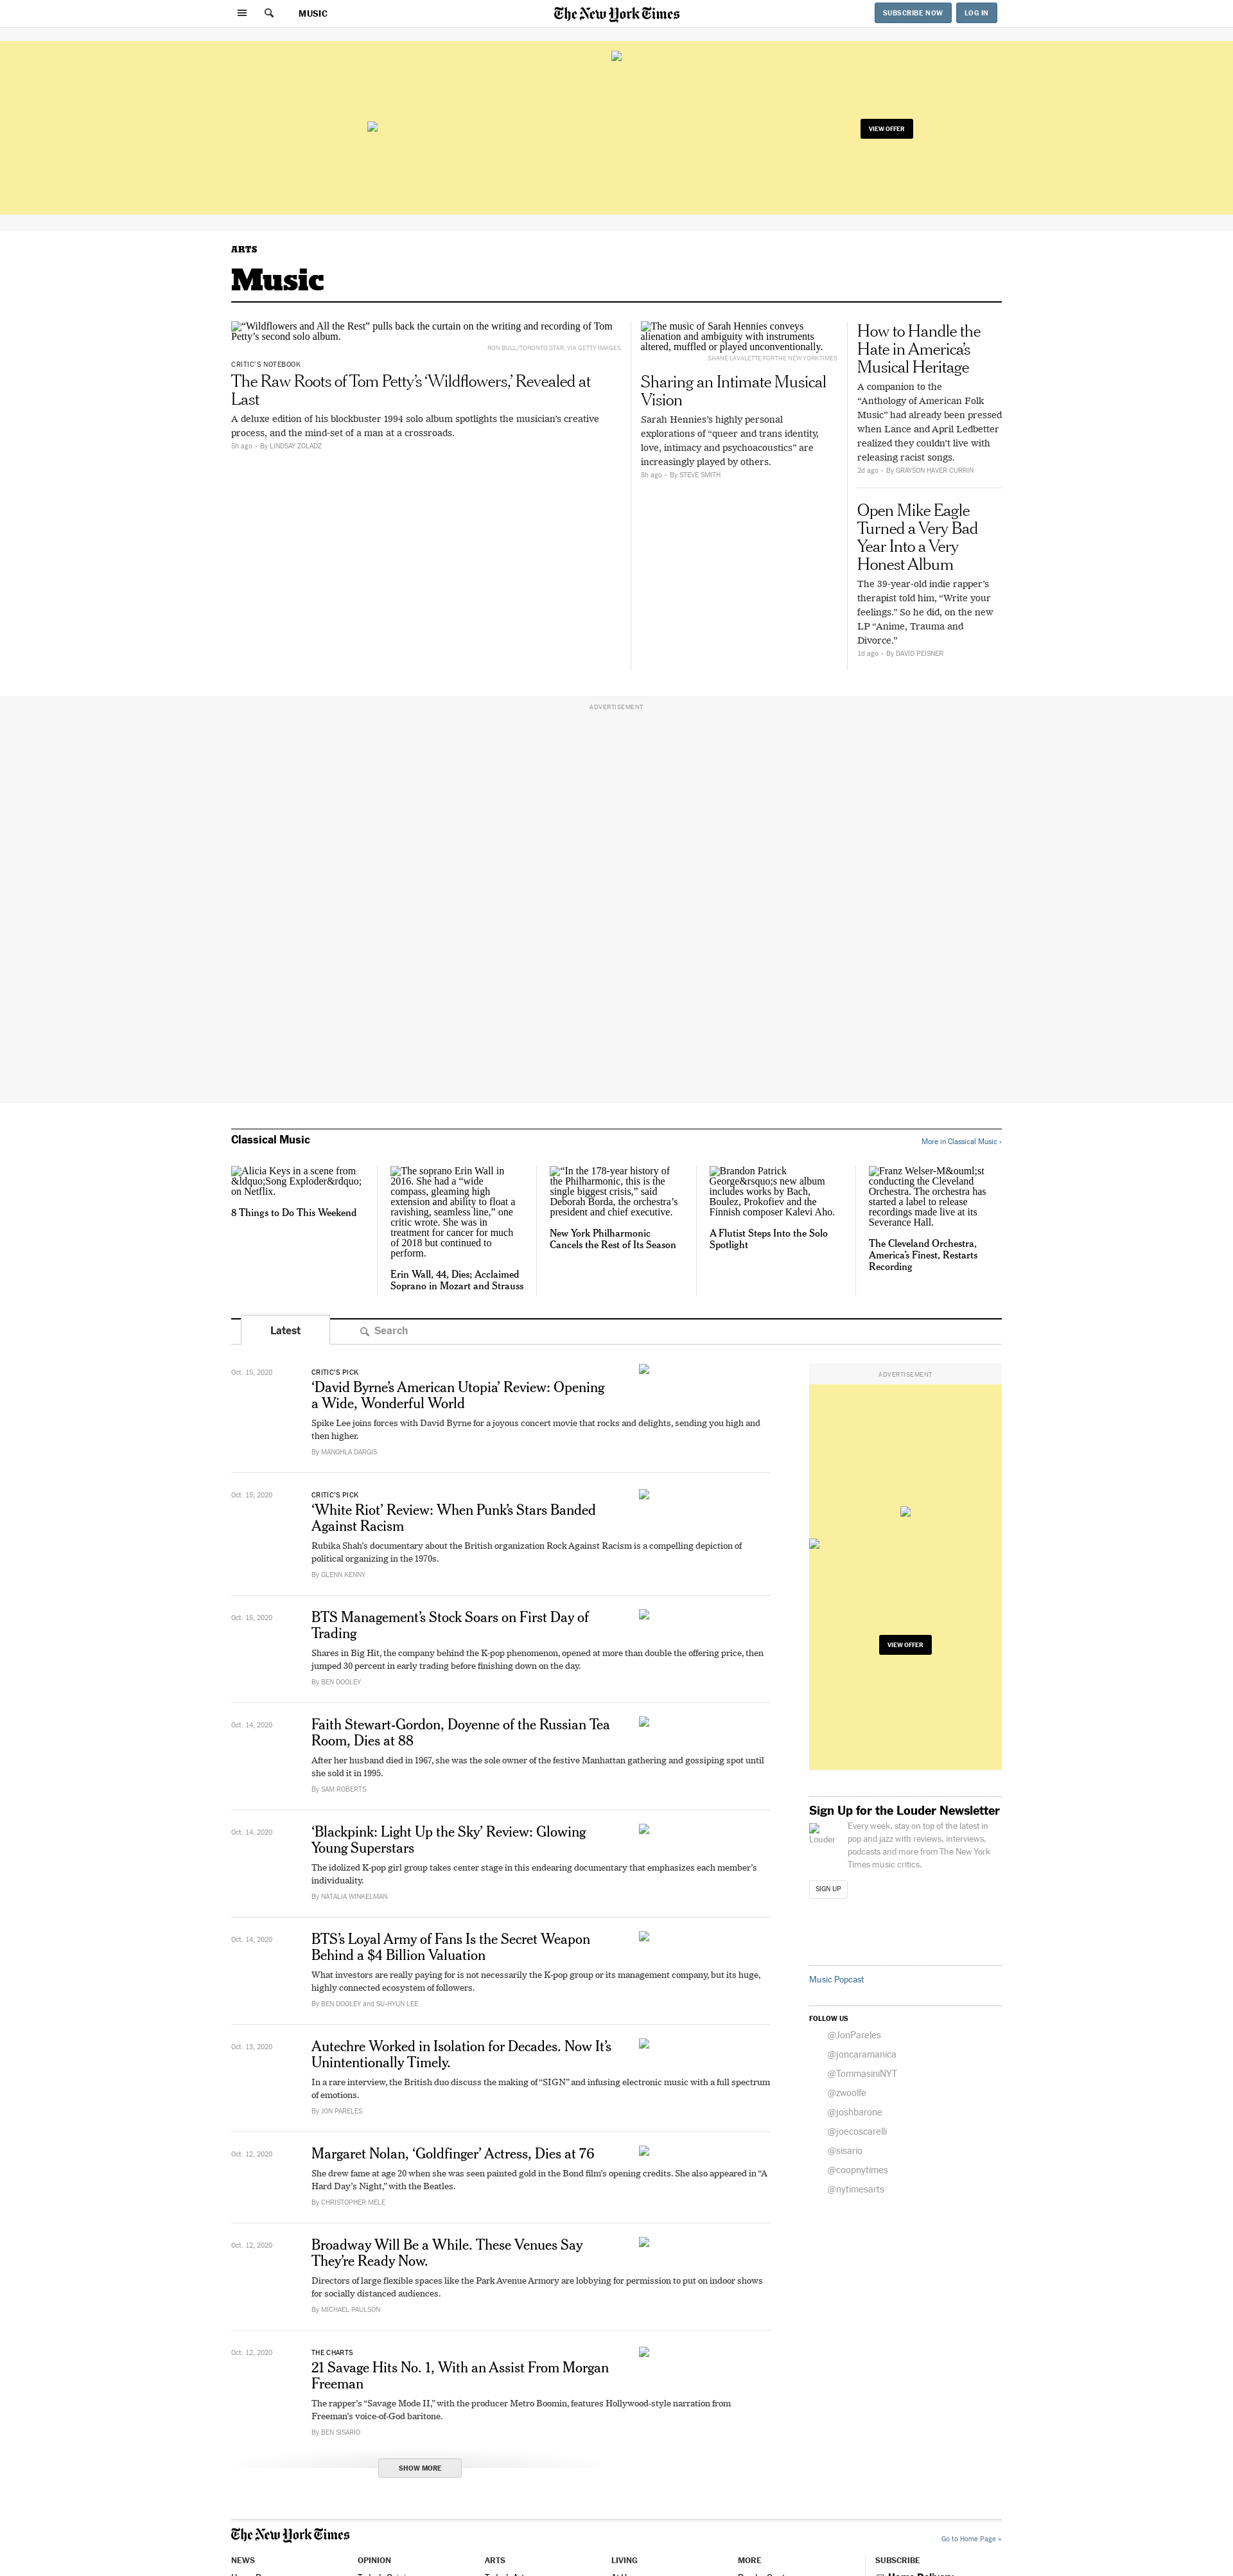 MUSIC
The New York Times
SUBSCRIBE NOW
LOG IN
VIEW OFFER
ARTS
Music
“Wildflowers and All the Rest” pulls back the curtain on the writing and recording of Tom
Petty’s second solo album.
RON BULL/TORONTO STAR, VIA GETTY IMAGES
CRITIC'S NOTEBOOK
The Raw Roots of Tom Petty’s ‘Wildflowers,’ Revealed at
Last
A deluxe edition of his blockbuster 1994 solo album spotlights the musician’s creative
process, and the mind-set of a man at a crossroads.
5h ago • By LINDSAY ZOLADZ
The music of Sarah Hennies conveys
alienation and ambiguity with instruments
altered, muffled or played unconventionally.
SHANE LAVALETTE FOR THE NEW YORK TIMES
Sharing an Intimate Musical
Vision
Sarah Hennies’s highly personal
explorations of “queer and trans identity,
love, intimacy and psychoacoustics” are
increasingly played by others.
8h ago • By STEVE SMITH
How to Handle the
Hate in America’s
Musical Heritage
A companion to the
“Anthology of American Folk
Music” had already been pressed
when Lance and April Ledbetter
realized they couldn’t live with
releasing racist songs.
2d ago • By GRAYSON HAVER CURRIN
Open Mike Eagle
Turned a Very Bad
Year Into a Very
Honest Album
The 39-year-old indie rapper’s
therapist told him, “Write your
feelings.” So he did, on the new
LP “Anime, Trauma and
Divorce.”
1d ago • By DAVID PEISNER
ADVERTISEMENT
Classical Music
More in Classical Music ›
Alicia Keys in a scene from
&ldquo;Song Exploder&rdquo;
on Netflix.
8 Things to Do This Weekend
The soprano Erin Wall in
2016. She had a “wide
compass, gleaming high
extension and ability to float a
ravishing, seamless line,” one
critic wrote. She was in
treatment for cancer for much
of 2018 but continued to
perform.
Erin Wall, 44, Dies; Acclaimed
Soprano in Mozart and Strauss
“In the 178-year history of
the Philharmonic, this is the
single biggest crisis,” said
Deborah Borda, the orchestra’s
president and chief executive.
New York Philharmonic
Cancels the Rest of Its Season
Brandon Patrick
George&rsquo;s new album
includes works by Bach,
Boulez, Prokofiev and the
Finnish composer Kalevi Aho.
A Flutist Steps Into the Solo
Spotlight
Franz Welser-M&ouml;st
conducting the Cleveland
Orchestra. The orchestra has
started a label to release
recordings made live at its
Severance Hall.
The Cleveland Orchestra,
America’s Finest, Restarts
Recording
Latest
Search
Oct. 15, 2020
CRITIC’S PICK
‘David Byrne’s American Utopia’ Review: Opening
a Wide, Wonderful World
Spike Lee joins forces with David Byrne for a joyous concert movie that rocks and delights, sending you high and
then higher.
By MANOHLA DARGIS
Oct. 15, 2020
CRITIC’S PICK
‘White Riot’ Review: When Punk’s Stars Banded
Against Racism
Rubika Shah’s documentary about the British organization Rock Against Racism is a compelling depiction of
political organizing in the 1970s.
By GLENN KENNY
Oct. 15, 2020
BTS Management’s Stock Soars on First Day of
Trading
Shares in Big Hit, the company behind the K-pop phenomenon, opened at more than double the offering price, then
jumped 30 percent in early trading before finishing down on the day.
By BEN DOOLEY
Oct. 14, 2020
Faith Stewart-Gordon, Doyenne of the Russian Tea
Room, Dies at 88
After her husband died in 1967, she was the sole owner of the festive Manhattan gathering and gossiping spot until
she sold it in 1995.
By SAM ROBERTS
Oct. 14, 2020
‘Blackpink: Light Up the Sky’ Review: Glowing
Young Superstars
The idolized K-pop girl group takes center stage in this endearing documentary that emphasizes each member’s
individuality.
By NATALIA WINKELMAN
Oct. 14, 2020
BTS’s Loyal Army of Fans Is the Secret Weapon
Behind a $4 Billion Valuation
What investors are really paying for is not necessarily the K-pop group or its management company, but its huge,
highly connected ecosystem of followers.
By BEN DOOLEY and SU-HYUN LEE
Oct. 13, 2020
Autechre Worked in Isolation for Decades. Now It’s
Unintentionally Timely.
In a rare interview, the British duo discuss the making of “SIGN” and infusing electronic music with a full spectrum
of emotions.
By JON PARELES
Oct. 12, 2020
Margaret Nolan, ‘Goldfinger’ Actress, Dies at 76
She drew fame at age 20 when she was seen painted gold in the Bond film’s opening credits. She also appeared in “A
Hard Day’s Night,” with the Beatles.
By CHRISTOPHER MELE
Oct. 12, 2020
Broadway Will Be a While. These Venues Say
They’re Ready Now.
Directors of large flexible spaces like the Park Avenue Armory are lobbying for permission to put on indoor shows
for socially distanced audiences.
By MICHAEL PAULSON
Oct. 12, 2020
THE CHARTS
21 Savage Hits No. 1, With an Assist From Morgan
Freeman
The rapper’s “Savage Mode II,” with the producer Metro Boomin, features Hollywood-style narration from
Freeman’s voice-of-God baritone.
By BEN SISARIO
SHOW MORE
ADVERTISEMENT
VIEW OFFER
Sign Up for the Louder Newsletter
Louder
Every week, stay on top of the latest in
pop and jazz with reviews, interviews,
podcasts and more from The New York
Times music critics.
SIGN UP
Music Popcast
FOLLOW US
@JonPareles
@joncaramanica
@TommasiniNYT
@zwoolfe
@joshbarone
@joecoscarelli
@sisario
@coopnytimes
@nytimesarts
The New York Times
Go to Home Page »
NEWS
OPINION
ARTS
LIVING
MORE
SUBSCRIBE